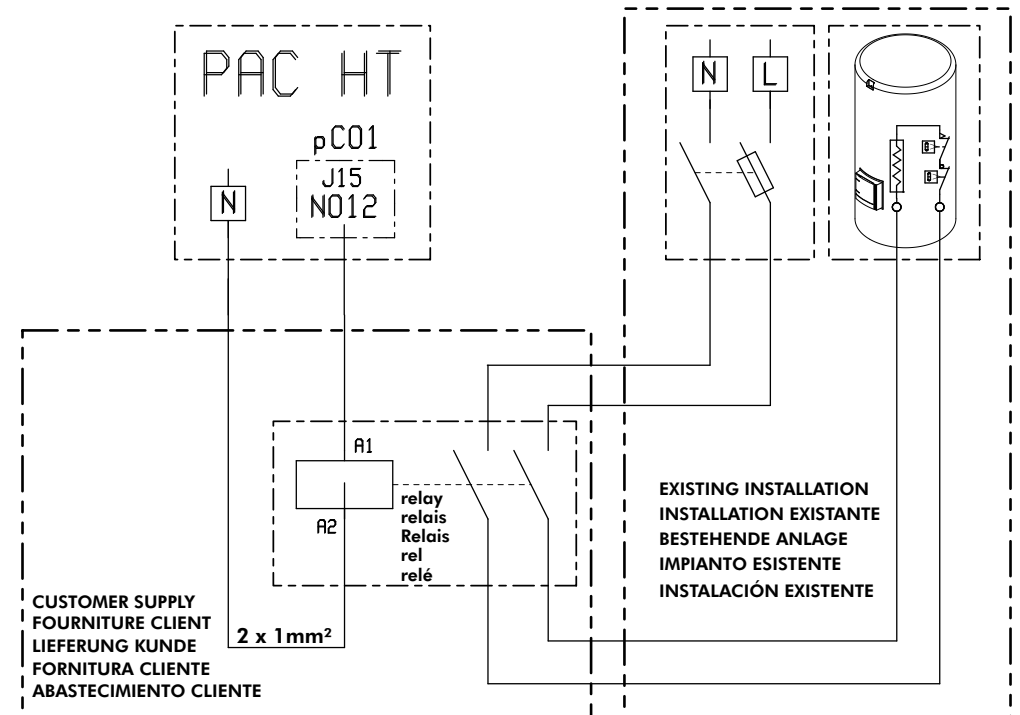 PAC HT
pCO1
J15
NO12
N
N
L
A1
A2
relay
relais
Relais
rel
relé
EXISTING INSTALLATION
INSTALLATION EXISTANTE
BESTEHENDE ANLAGE
IMPIANTO ESISTENTE
INSTALACIÓN EXISTENTE
CUSTOMER SUPPLY
FOURNITURE CLIENT
LIEFERUNG KUNDE
FORNITURA CLIENTE
ABASTECIMIENTO CLIENTE
2 x 1mm²